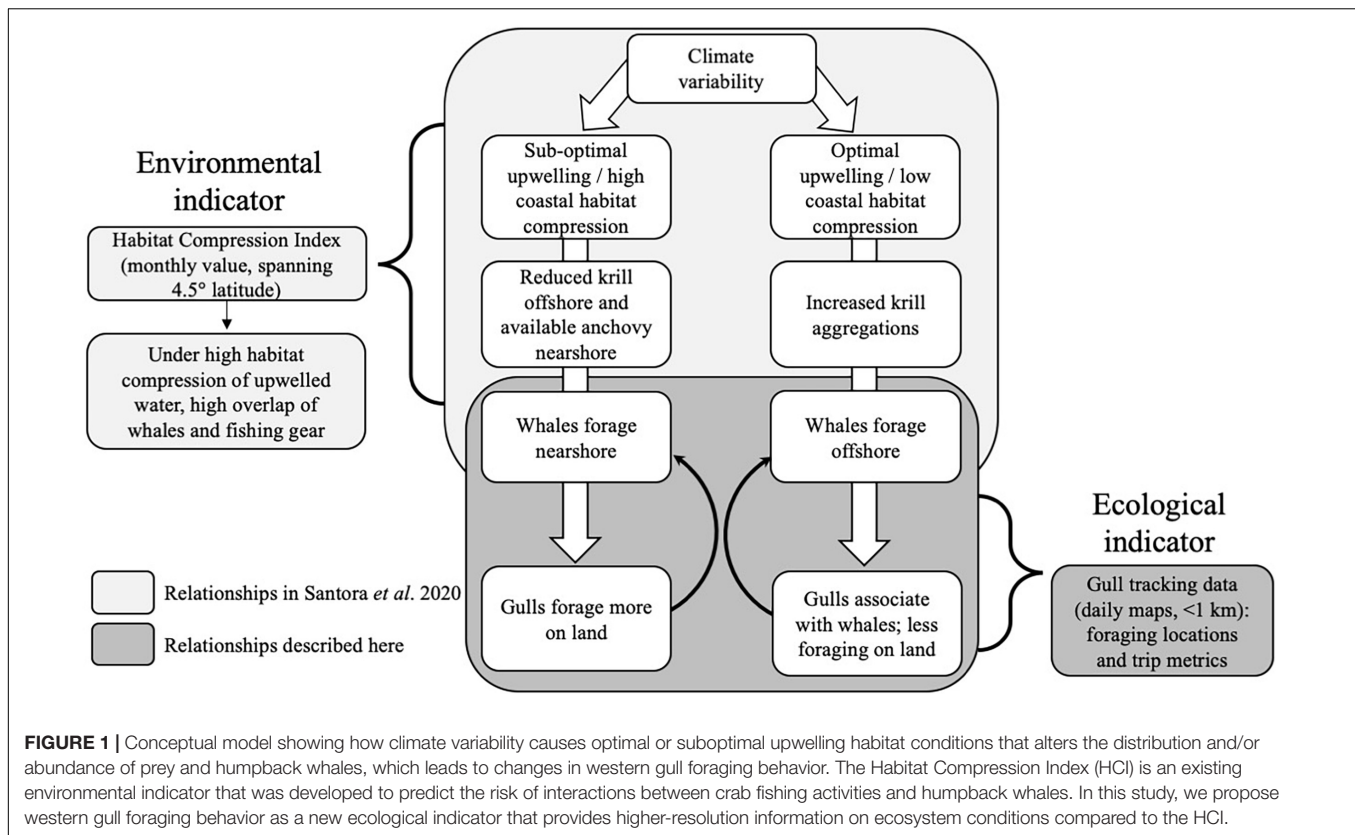 Climate
variability
Environmental
indicator
Habitat Compression Index
(monthly value, spanning
4.5° latitude)
Under high habitat
compression of upwelled
water, high overlap of
whales and fishing gear
Sub-optimal
upwelling / high
coastal habitat
compression
Optimal
upwelling / low
coastal habitat
compression
Reduced krill
offshore and
available anchovy
nearshore
Increased krill
aggregations
Whales forage
nearshore
Whales forage
offshore
Gulls forage more
on land
Gulls associate
with whales; less
foraging on land
Ecological
indicator
Gull tracking data
(daily maps, <1 km):
foraging locations
and trip metrics
Relationships in Santora et al. 2020
Relationships described here
FIGURE 1 | Conceptual model showing how climate variability causes optimal or suboptimal upwelling habitat conditions that alters the distribution and/or
abundance of prey and humpback whales, which leads to changes in western gull foraging behavior. The Habitat Compression Index (HCI) is an existing
environmental indicator that was developed to predict the risk of interactions between crab fishing activities and humpback whales. In this study, we propose
western gull foraging behavior as a new ecological indicator that provides higher-resolution information on ecosystem conditions compared to the HCI.